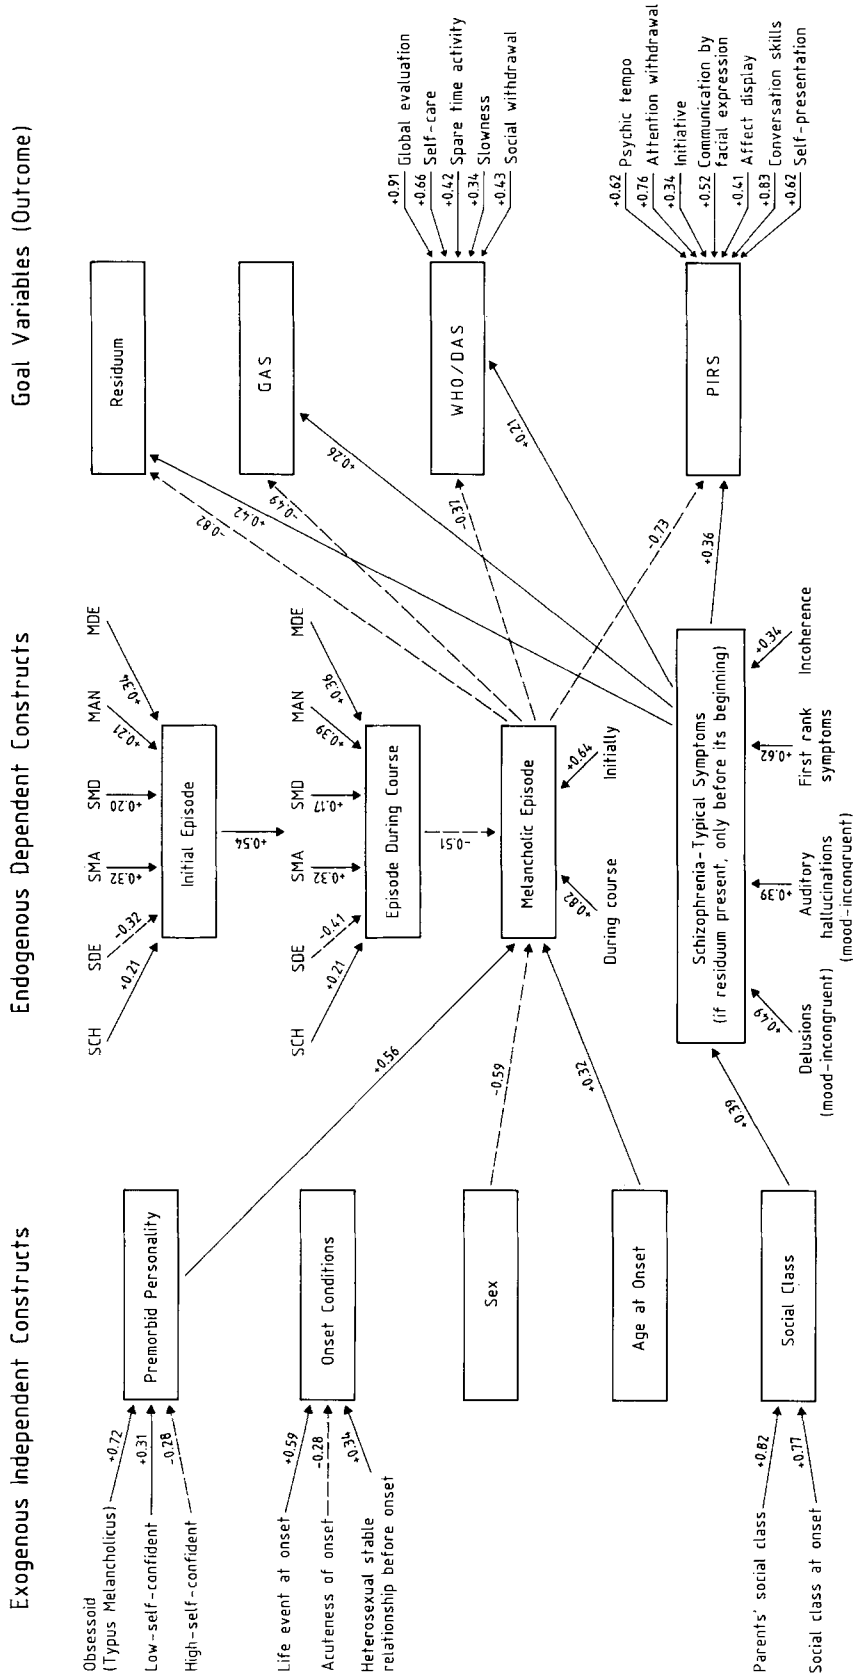 Exogenous Independent Constructs
Endogenous Dependent Constructs
Goal Variables (Outcome)
Obsessoid
(Typus Melancholicus)
+0.72
Low-self-confident
+0.31
High-self-confident
-0.28
Premorbid Personality
Life event at onset
+0.59
Acuteness of onset
-0.28
Heterosexual stable
relationship before onset
+0.34
Onset Conditions
Sex
Age at Onset
Parents' social class
+0.82
Social class at onset
+0.77
Social Class
+0.56
-0.59
+0.32
+0.39
SCH
SDE
SMA
SMD
MAN
MDE
+0.21
-0.32
+0.32
+0.20
+0.21
+0.34
Initial Episode
+0.54
SCH
SDE
SMA
SMD
MAN
MDE
+0.21
-0.41
+0.32
+0.17
+0.39
+0.36
Episode During Course
-0.51
Melancholic Episode
+0.82
+0.64
During course
Initially
Schizophrenia-Typical Symptoms
(if residuum present, only before its beginning)
+0.49
+0.39
+0.62
+0.34
Delusions
(mood-incongruent)
Auditory
hallucinations
(mood-incongruent)
First rank
symptoms
Incoherence
-0.82
+0.42
-0.49
+0.26
-0.37
+0.21
-0.73
+0.36
Residuum
GAS
WHO/DAS
+0.91
Global evaluation
+0.66
Self-care
+0.42
Spare time activity
+0.34
Slowness
+0.43
Social withdrawal
PIRS
+0.62
Psychic tempo
+0.76
Attention withdrawal
+0.34
Initiative
+0.52
Communication by
facial expression
+0.41
Affect display
+0.83
Conversation skills
+0.62
Self-presentation